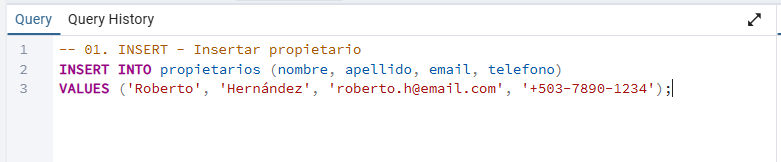 Query Query History
1 -- 01. INSERT - Insertar propietario
2 INSERT INTO propietarios (nombre, apellido, email, telefono)
3 VALUES ('Roberto', 'Hernández', 'roberto.h@email.com', '+503-7890-1234');